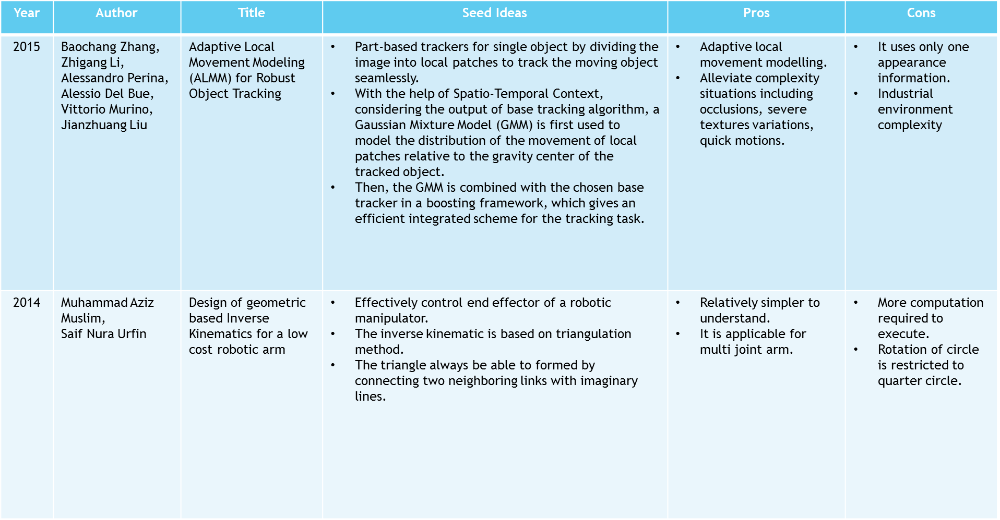 Year
Author
Title
Seed Ideas
Pros
Cons
2015
Baochang Zhang,
Zhigang Li,
Alessandro Perina,
Alessio Del Bue,
Vittorio Murino,
Jianzhuang Liu
Adaptive Local
Movement Modeling
(ALMM) for Robust
Object Tracking
• Part-based trackers for single object by dividing the
image into local patches to track the moving object
seamlessly.
• With the help of Spatio-Temporal Context,
considering the output of base tracking algorithm, a
Gaussian Mixture Model (GMM) is first used to
model the distribution of the movement of local
patches relative to the gravity center of the
tracked object.
• Then, the GMM is combined with the chosen base
tracker in a boosting framework, which gives an
efficient integrated scheme for the tracking task.
• Adaptive local
movement modelling.
• Alleviate complexity
situations including
occlusions, severe
textures variations,
quick motions.
• It uses only one
appearance
information.
• Industrial
environment
complexity
2014
Muhammad Aziz
Muslim,
Saif Nura Urfin
Design of geometric
based Inverse
Kinematics for a low
cost robotic arm
• Effectively control end effector of a robotic
manipulator.
• The inverse kinematic is based on triangulation
method.
• The triangle always be able to formed by
connecting two neighboring links with imaginary
lines.
• Relatively simpler to
understand.
• It is applicable for
multi joint arm.
• More computation
required to
execute.
• Rotation of circle
is restricted to
quarter circle.